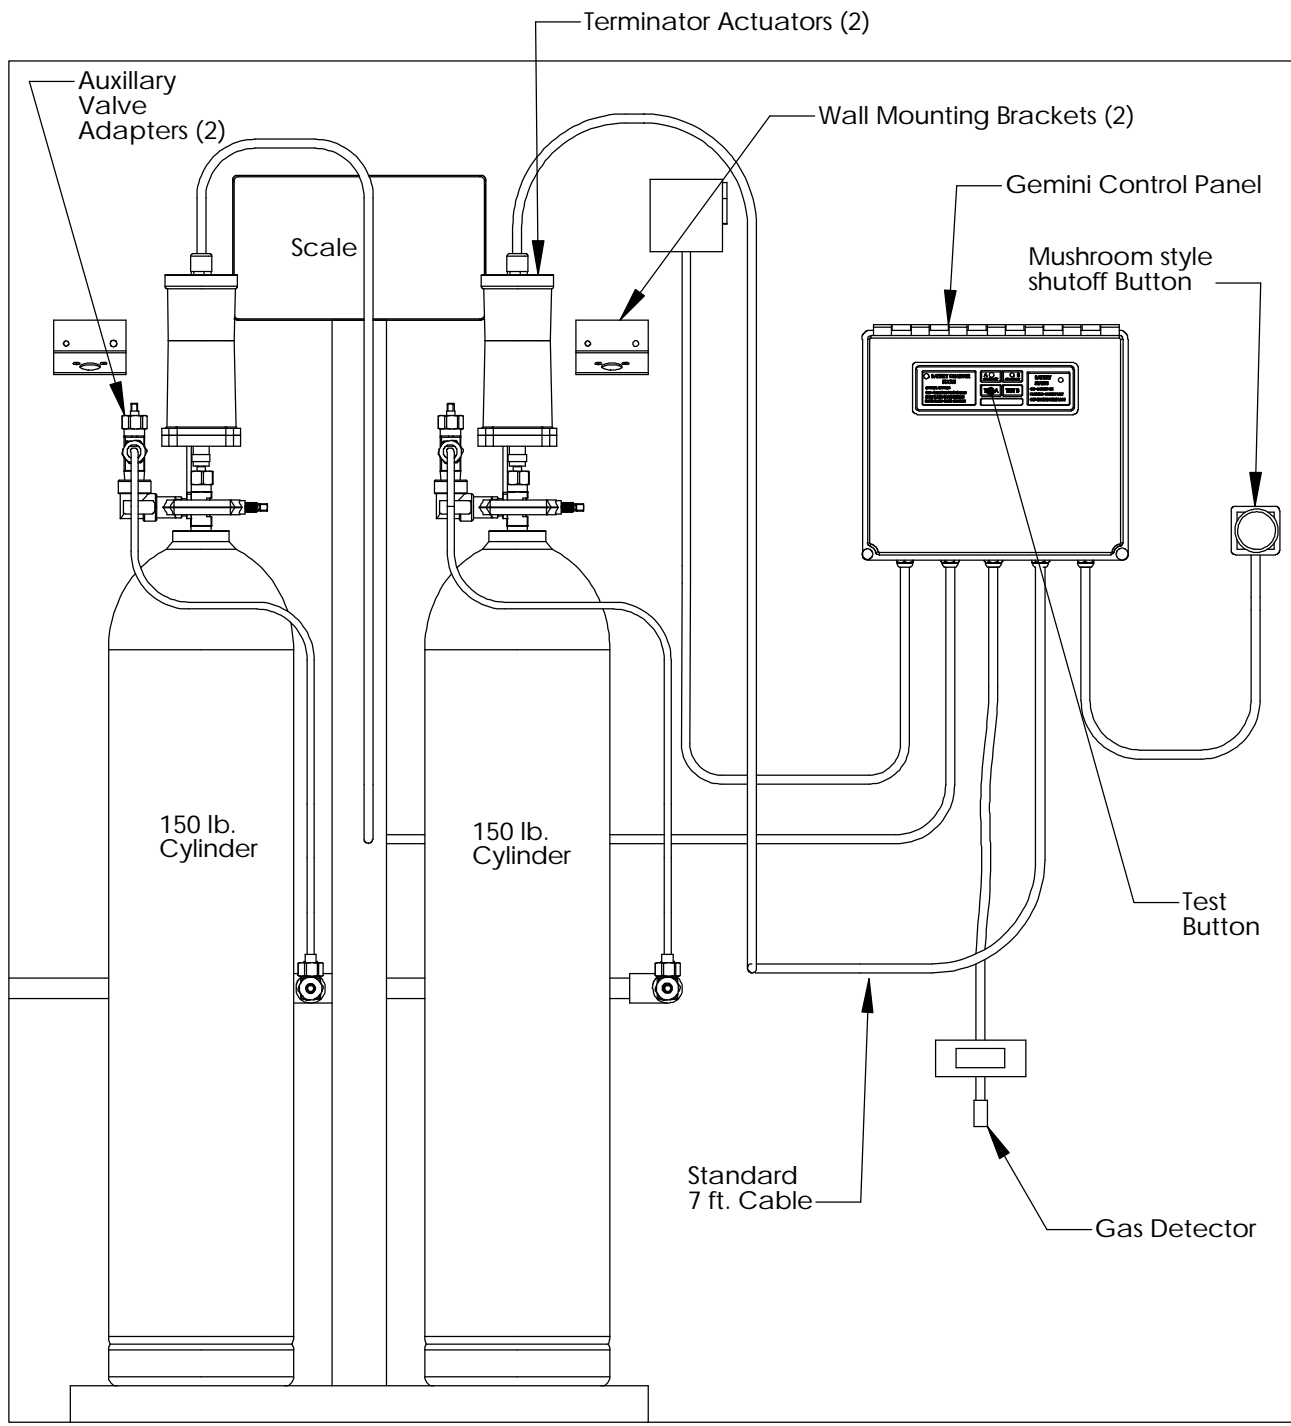 Terminator Actuators (2)
Auxillary
Valve
Adapters (2)
Wall Mounting Brackets (2)
Gemini Control Panel
Scale
Mushroom style
shutoff Button
150 lb.
Cylinder
150 lb.
Cylinder
Test
Button
Standard
7 ft. Cable
Gas Detector